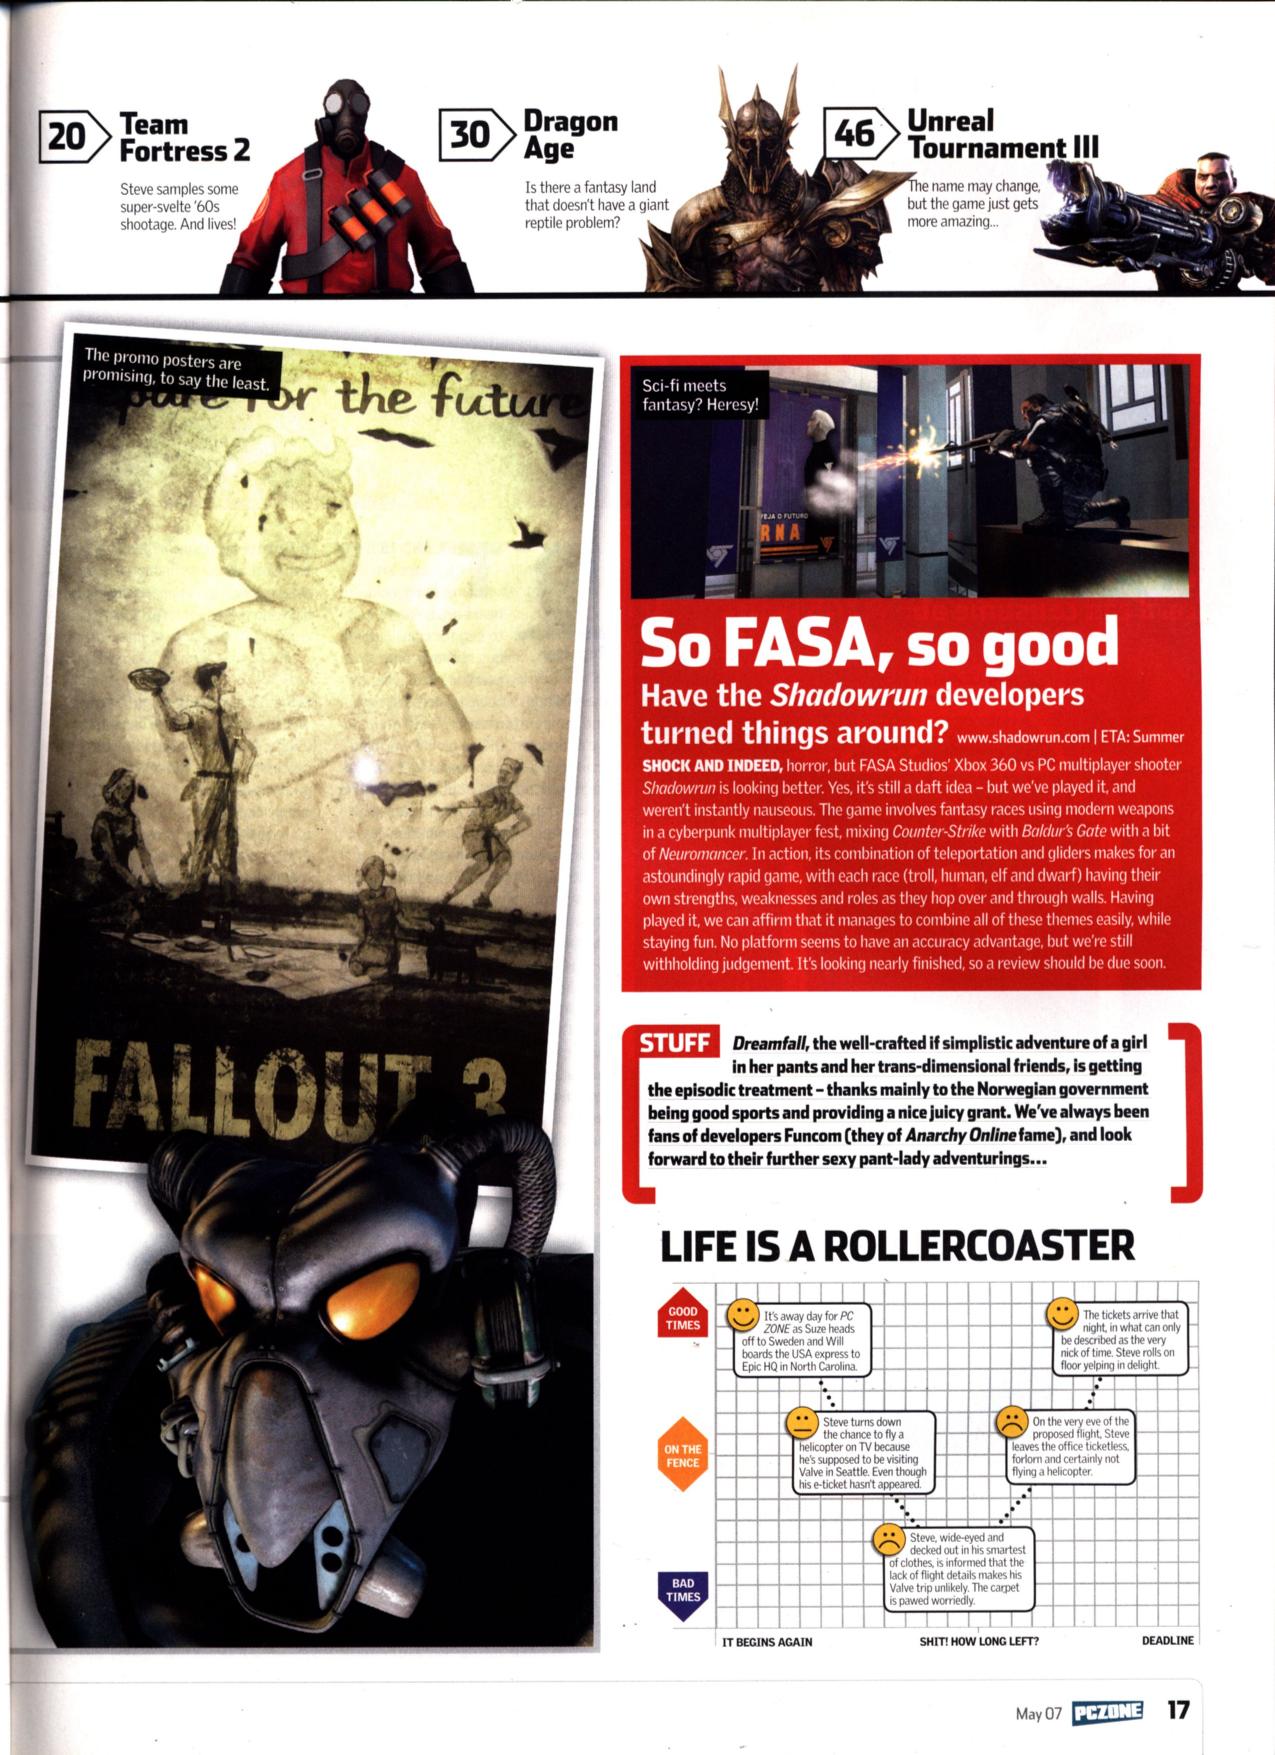 20
Team
Fortress 2
Steve samples some
super-svelte '60s
shootage. And lives!
30
Dragon
Age
Is there a fantasy land
that doesn't have a giant
reptile problem?
46
Unreal
Tournament III
The name may change,
but the game just gets
more amazing...
The promo posters are
promising, to say the least.
for the future
FALLOUT 3
Sci-fi meets
fantasy? Heresy!
VEJA O FUTURO
RNA
So FASA, so good
Have the Shadowrun developers
turned things around? www.shadowrun.com | ETA: Summer
SHOCK AND INDEED, horror, but FASA Studios' Xbox 360 vs PC multiplayer shooter
Shadowrun is looking better. Yes, it's still a daft idea – but we've played it, and
weren't instantly nauseous. The game involves fantasy races using modern weapons
in a cyberpunk multiplayer fest, mixing Counter-Strike with Baldur's Gate with a bit
of Neuromancer. In action, its combination of teleportation and gliders makes for an
astoundingly rapid game, with each race (troll, human, elf and dwarf) having their
own strengths, weaknesses and roles as they hop over and through walls. Having
played it, we can affirm that it manages to combine all of these themes easily, while
staying fun. No platform seems to have an accuracy advantage, but we're still
withholding judgement. It's looking nearly finished, so a review should be due soon.
STUFF Dreamfall, the well-crafted if simplistic adventure of a girl
in her pants and her trans-dimensional friends, is getting
the episodic treatment – thanks mainly to the Norwegian government
being good sports and providing a nice juicy grant. We've always been
fans of developers Funcom (they of Anarchy Online fame), and look
forward to their further sexy pant-lady adventurings...
LIFE IS A ROLLERCOASTER
GOOD
TIMES
It's away day for PC
ZONE as Suze heads
off to Sweden and Will
boards the USA express to
Epic HQ in North Carolina.
The tickets arrive that
night, in what can only
be described as the very
nick of time. Steve rolls on
floor yelping in delight.
ON THE
FENCE
Steve turns down
the chance to fly a
helicopter on TV because
he's supposed to be visiting
Valve in Seattle. Even though
his e-ticket hasn't appeared.
On the very eve of the
proposed flight, Steve
leaves the office ticketless,
forlorn and certainly not
flying a helicopter.
BAD
TIMES
Steve, wide-eyed and
decked out in his smartest
of clothes, is informed that the
lack of flight details makes his
Valve trip unlikely. The carpet
is pawed worriedly.
IT BEGINS AGAIN
SHIT! HOW LONG LEFT?
DEADLINE
May 07 PCZONE 17